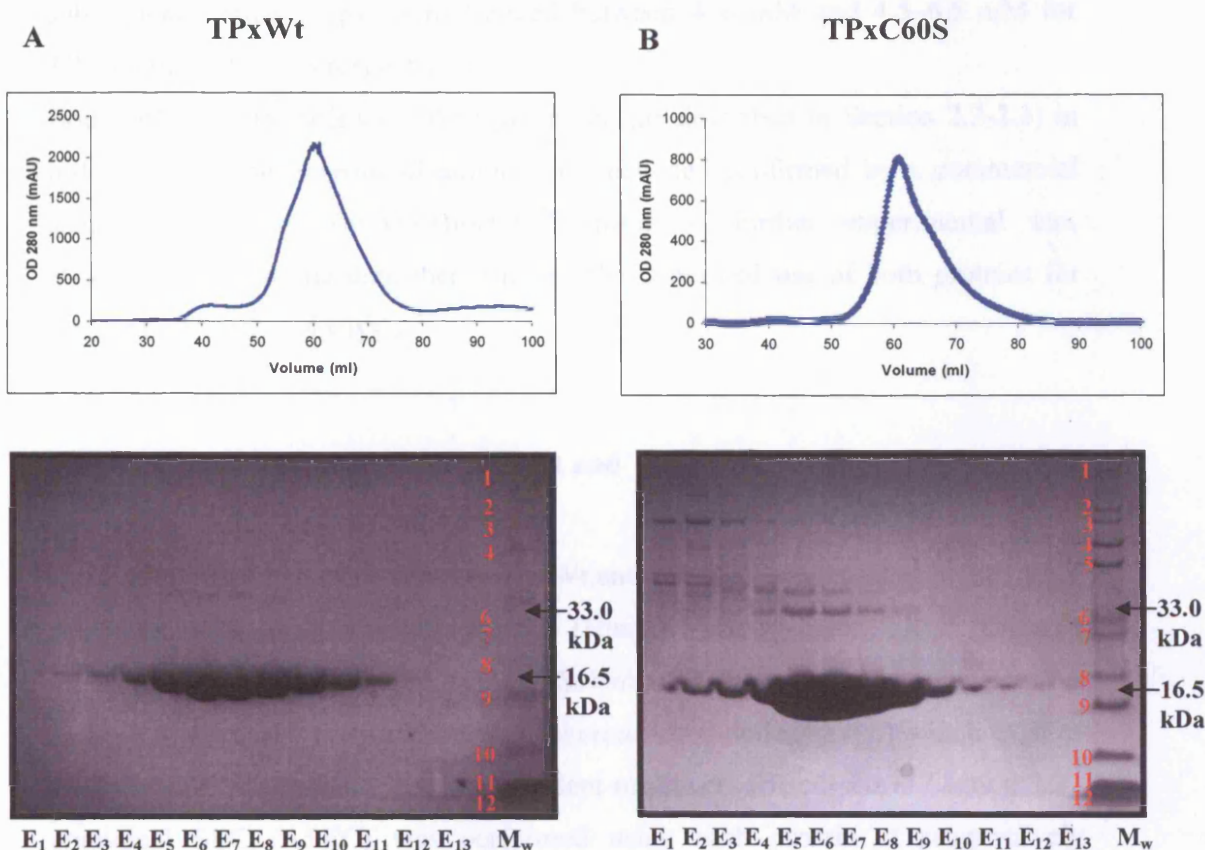 A TPxWt
2500
2000
1500
1000
500
0
OD 280 nm (mAU)
20 30 40 50 60 70 80 90 100
Volume (ml)
B TPxC60S
1000
800
600
400
200
0
OD 280 nm (mAU)
30 40 50 60 70 80 90 100
Volume (ml)
1
2
3
4
6
7
8
9
10
11
12
33.0
kDa
16.5
kDa
E₁ E₂ E₃ E₄ E₅ E₆ E₇ E₈ E₉ E₁₀ E₁₁ E₁₂ E₁₃ Mw
1
2
3
4
5
6
7
8
9
10
11
12
33.0
kDa
16.5
kDa
E₁ E₂ E₃ E₄ E₅ E₆ E₇ E₈ E₉ E₁₀ E₁₁ E₁₂ E₁₃ Mw